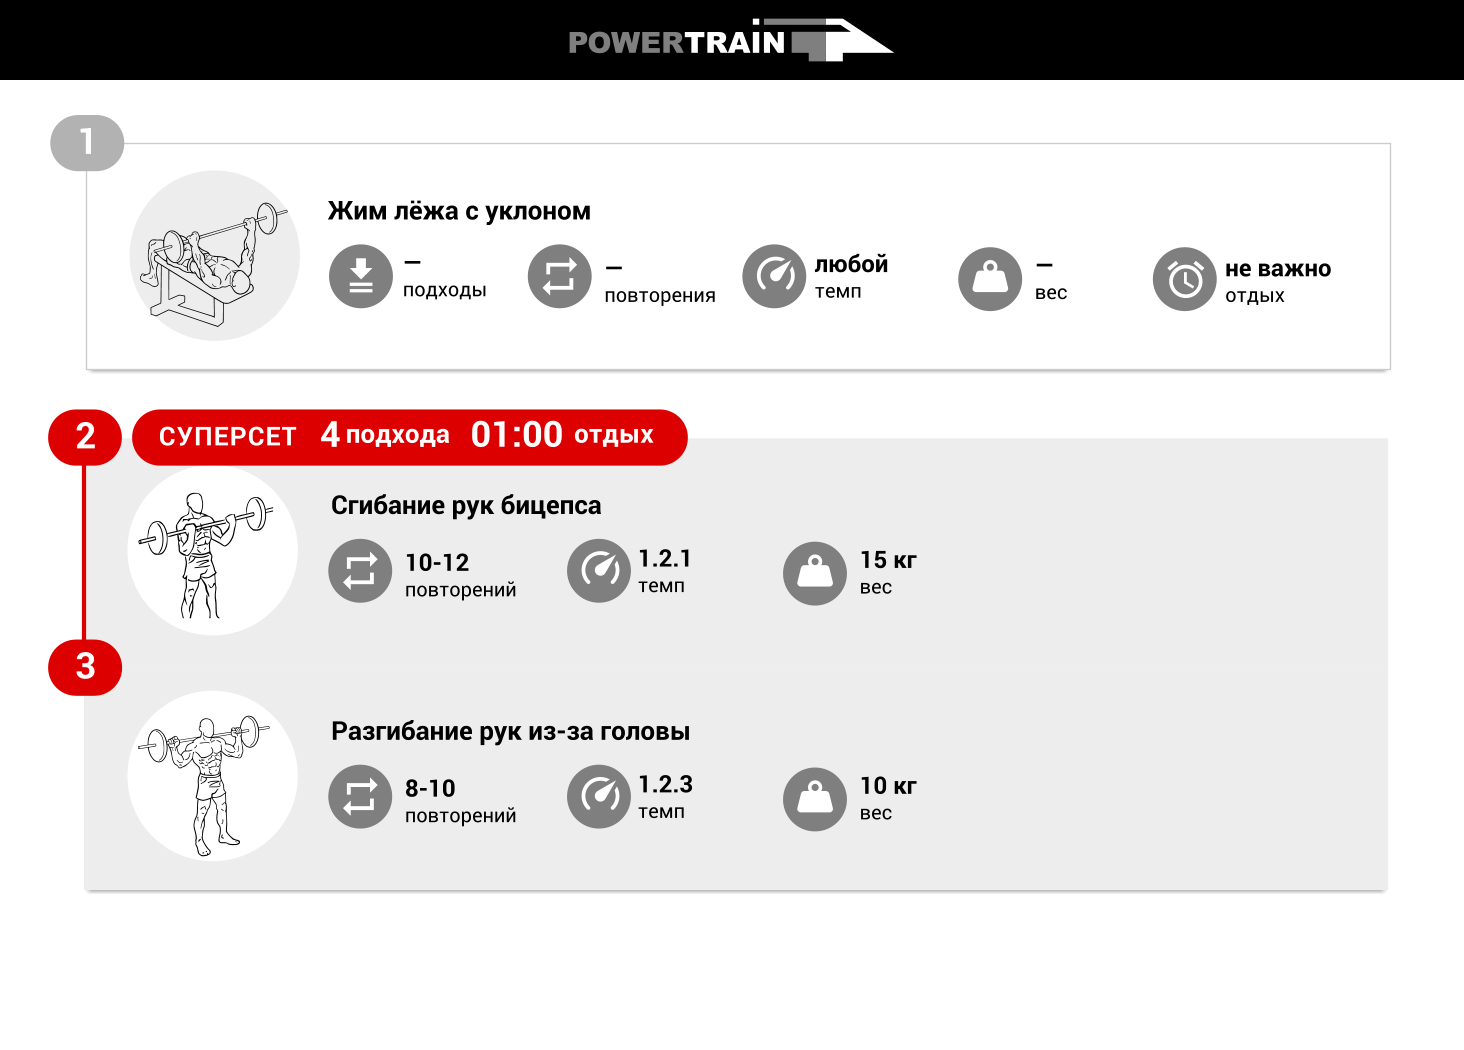 POWERTRAIN
1
Жим лёжа с уклоном
–
подходы
–
повторения
любой
темп
–
вес
не важно
отдых
2
СУПЕРСЕТ 4 подхода 01:00 отдых
Сгибание рук бицепса
10-12
повторений
1.2.1
темп
15 кг
вес
3
Разгибание рук из-за головы
8-10
повторений
1.2.3
темп
10 кг
вес